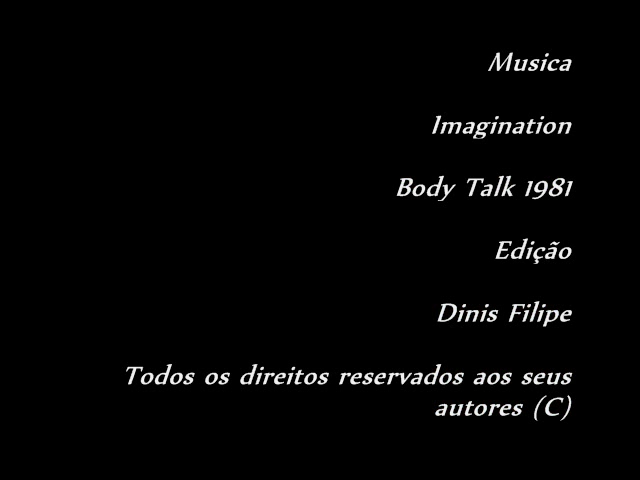 Musica
Imagination
Body Talk 1981
Edição
Dinis Filipe
Todos os direitos reservados aos seus
autores (C)